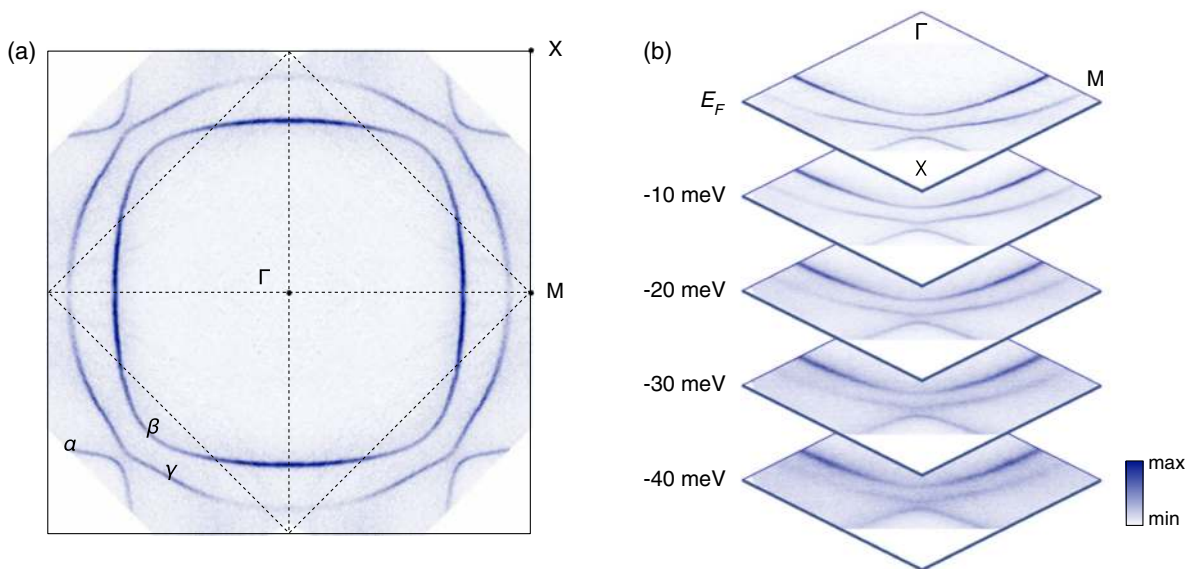 (a)
X
Γ
M
β
α
γ
(b)
Γ
M
E_F
X
-10 meV
-20 meV
-30 meV
-40 meV
max
min